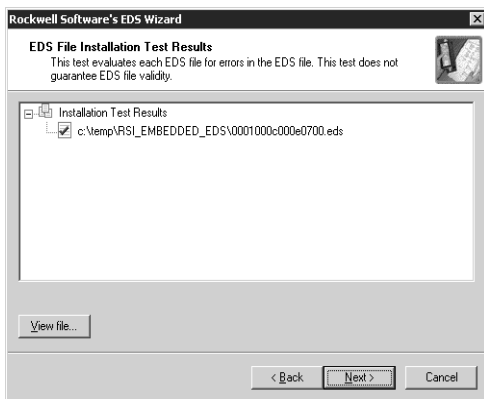 Rockwell Software's EDS Wizard
EDS File Installation Test Results
This test evaluates each EDS file for errors in the EDS file. This test does not
guarantee EDS file validity.
Installation Test Results
c:\temp\RSI_EMBEDDED_EDS\0001000c000e0700.eds
View file...
< Back
Next >
Cancel